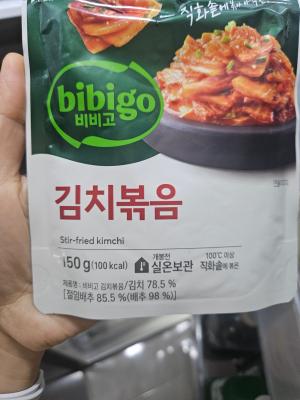 직화솥에
bibigo
비비고
김치볶음
Stir-fried kimchi
150 g (100 kcal)
개봉전
실온보관
100℃ 이상
직화솥에 볶은
제품명 : 비비고 김치볶음/김치 78.5 %
[절임배추 85.5 %(배추 98 %)]